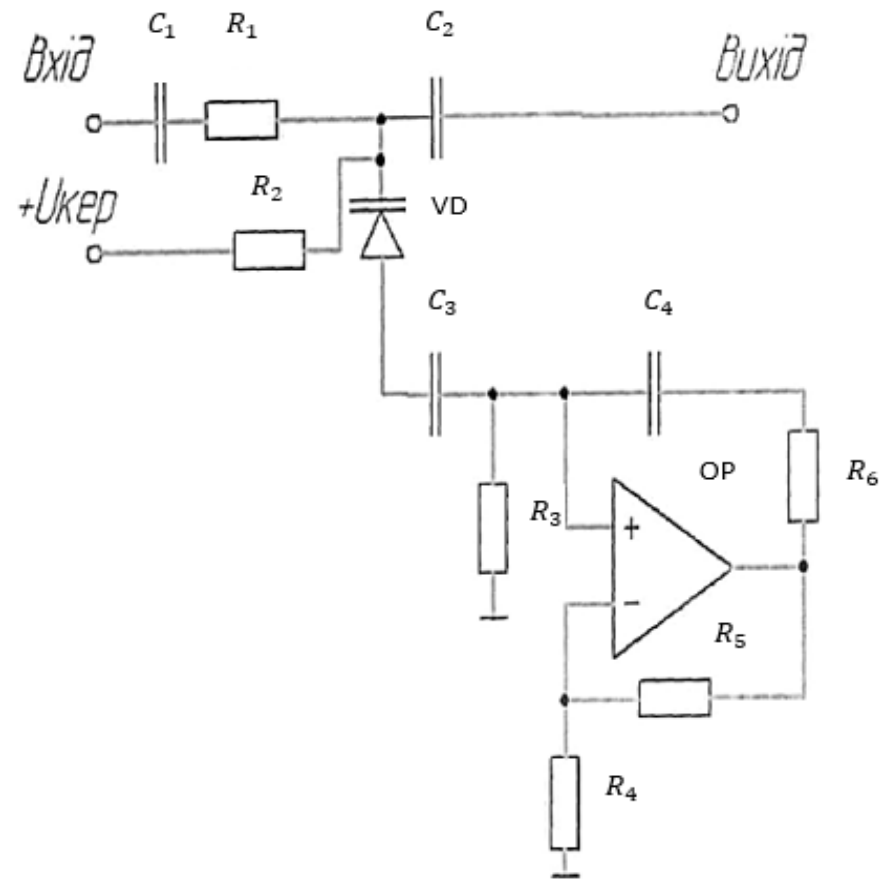 C₁ R₁ C₂
Вхід Вихід
R₂
+Uкер VD
C₃ C₄
OP R₆
R₃ +
−
R₅
R₄